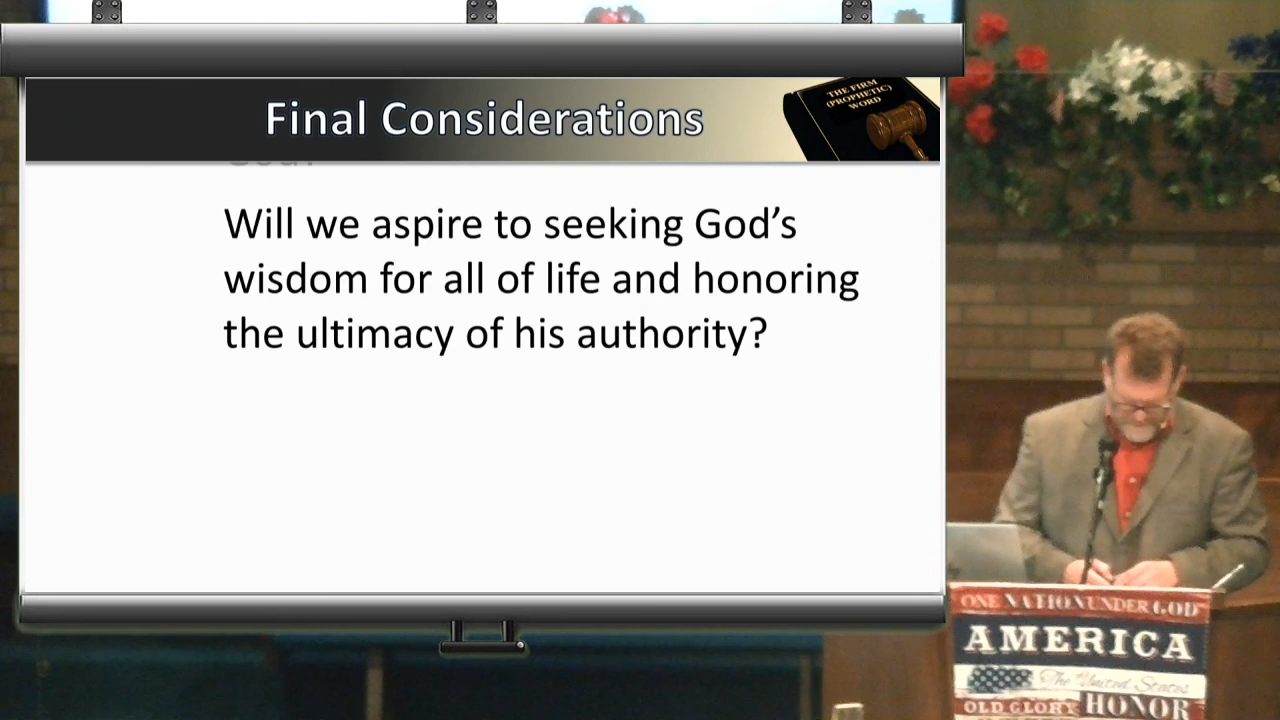 THE FIRM
(PROPHETIC)
WORD
Final Considerations
Will we aspire to seeking God’s
wisdom for all of life and honoring
the ultimacy of his authority?
ONE NATION UNDER GOD
AMERICA
The United States
OLD GLORY HONOR